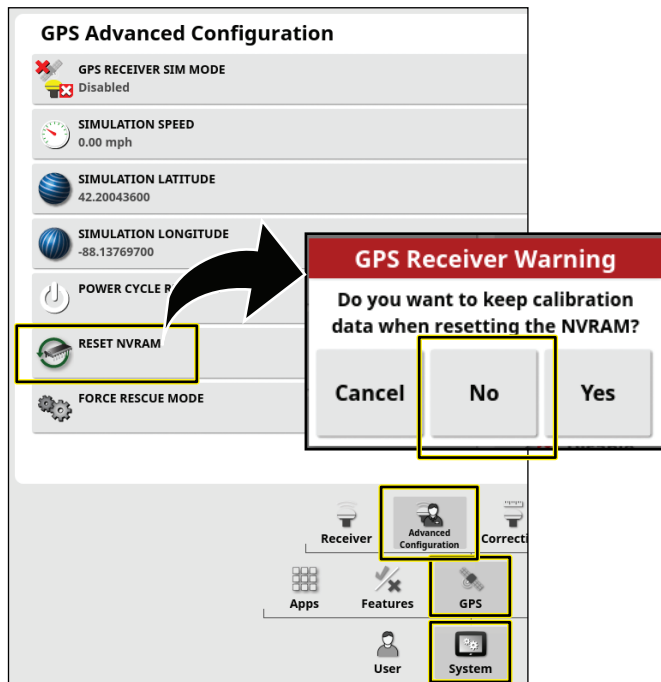 GPS Advanced Configuration
GPS RECEIVER SIM MODE
Disabled
SIMULATION SPEED
0.00 mph
SIMULATION LATITUDE
42.20043600
SIMULATION LONGITUDE
-88.13769700
POWER CYCLE
RESET NVRAM
FORCE RESCUE MODE
GPS Receiver Warning
Do you want to keep calibration
data when resetting the NVRAM?
Cancel No Yes
Receiver
Advanced
Configuration
Correcti
Apps Features GPS
User System